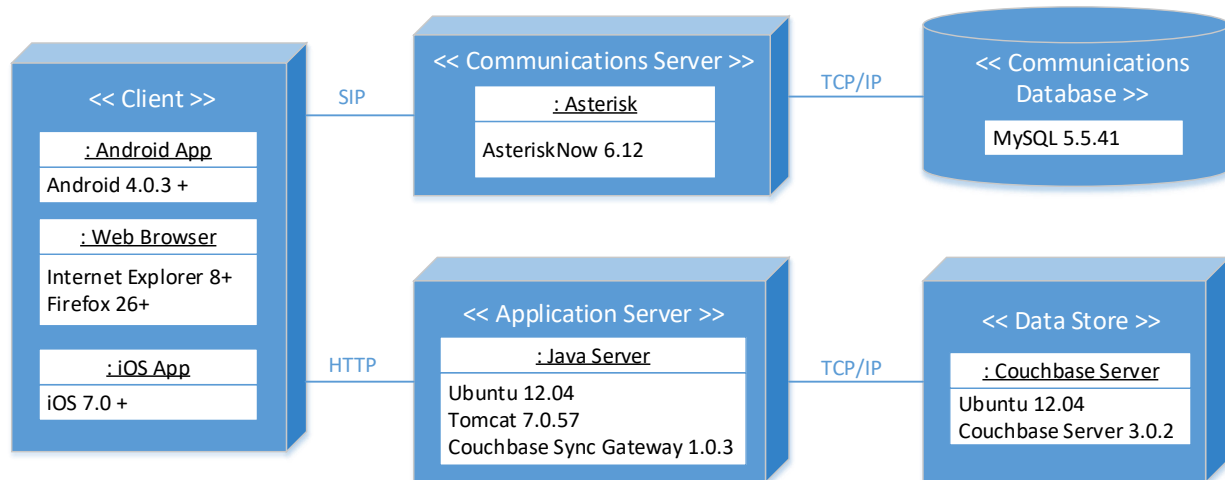 << Client >>
: Android App
Android 4.0.3 +
: Web Browser
Internet Explorer 8+
Firefox 26+
: iOS App
iOS 7.0 +
SIP
HTTP
<< Communications Server >>
: Asterisk
AsteriskNow 6.12
TCP/IP
<< Communications
Database >>
MySQL 5.5.41
<< Application Server >>
: Java Server
Ubuntu 12.04
Tomcat 7.0.57
Couchbase Sync Gateway 1.0.3
TCP/IP
<< Data Store >>
: Couchbase Server
Ubuntu 12.04
Couchbase Server 3.0.2